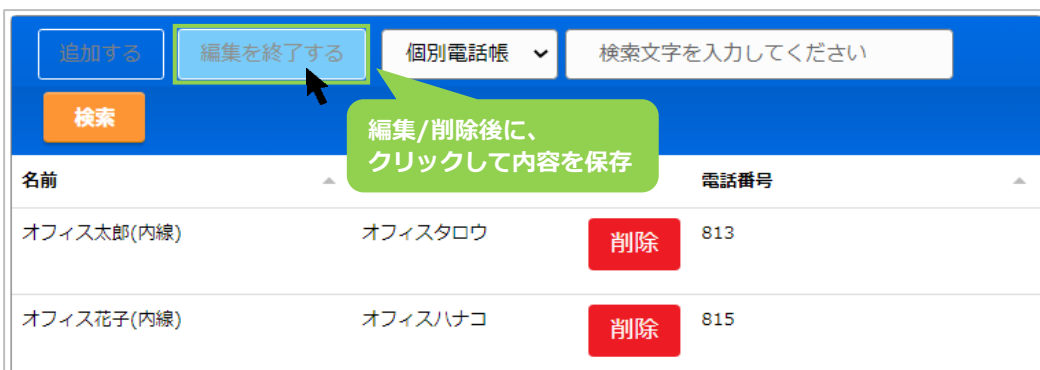 追加する 編集を終了する 個別電話帳 検索文字を入力してください
検索
編集/削除後に、
クリックして内容を保存
名前 電話番号
オフィス太郎(内線) オフィスタロウ 削除 813
オフィス花子(内線) オフィスハナコ 削除 815